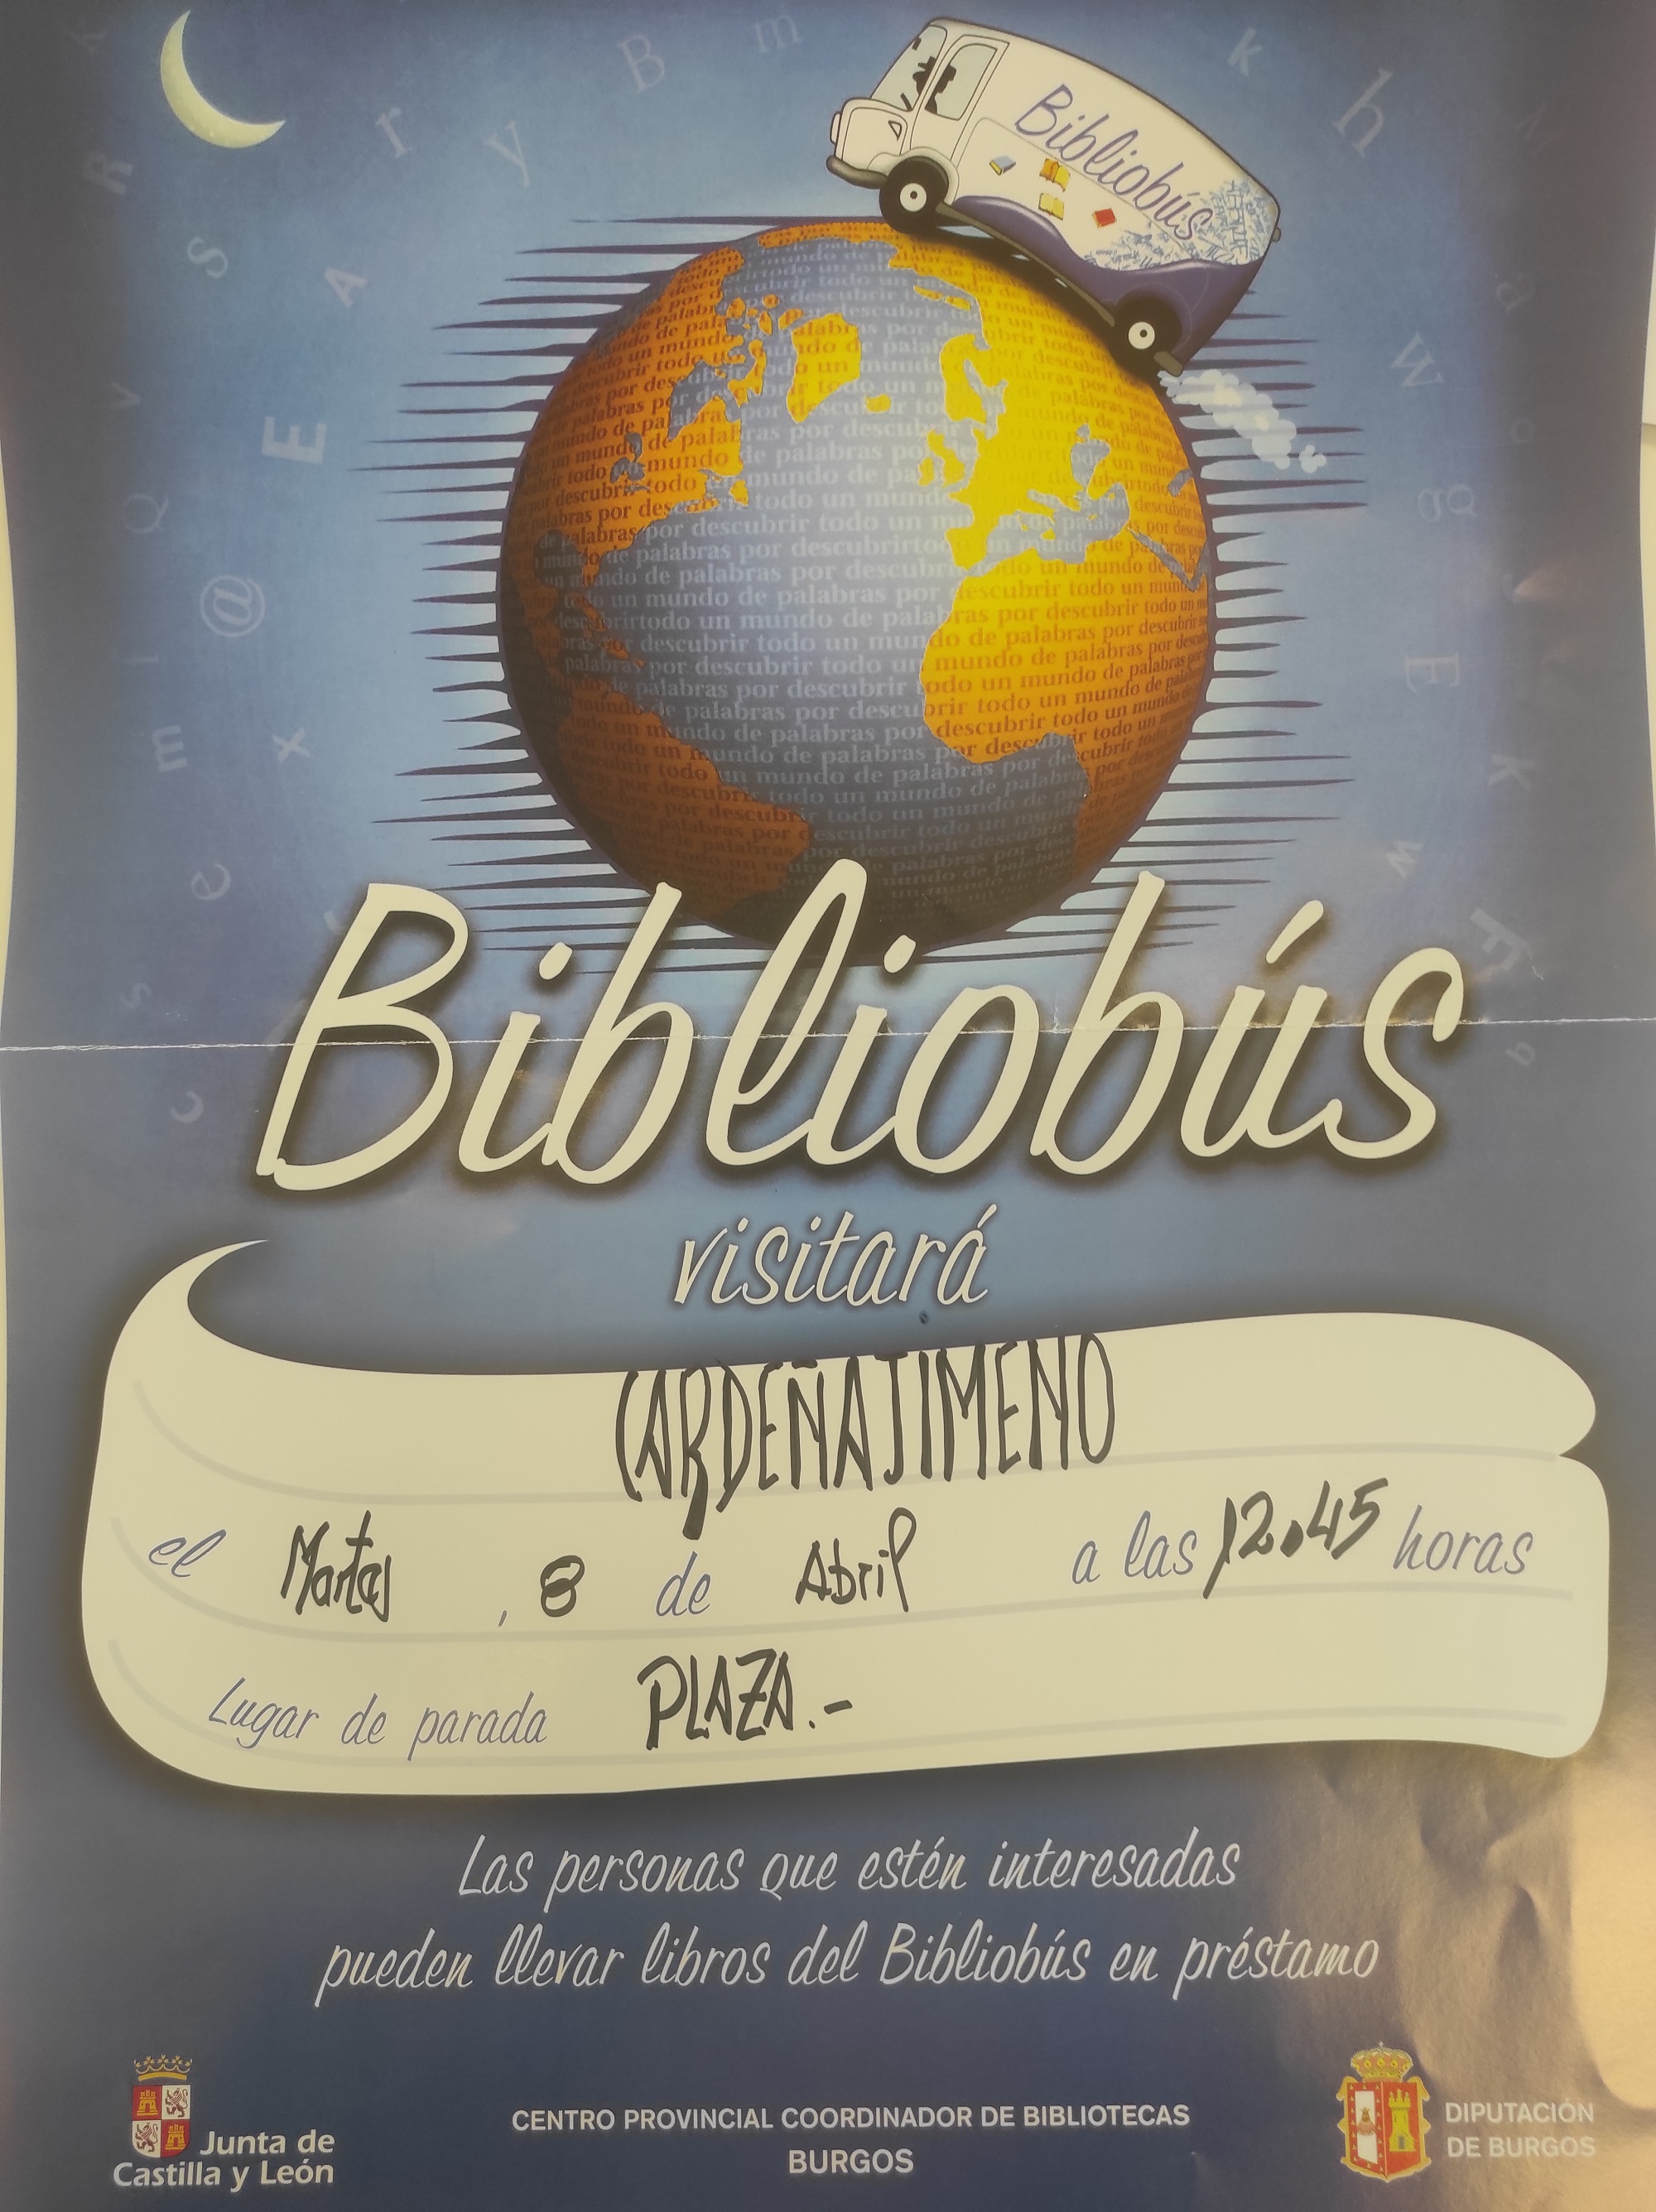 Bibliobús
Bibliobús
visitará
CARDEÑAJIMENO
el Martes, 8 de Abril a las 12.45 horas
Lugar de parada PLAZA.-
Las personas que estén interesadas
pueden llevar libros del Bibliobús en préstamo
Junta de
Castilla y León
CENTRO PROVINCIAL COORDINADOR DE BIBLIOTECAS
BURGOS
DIPUTACIÓN
DE BURGOS